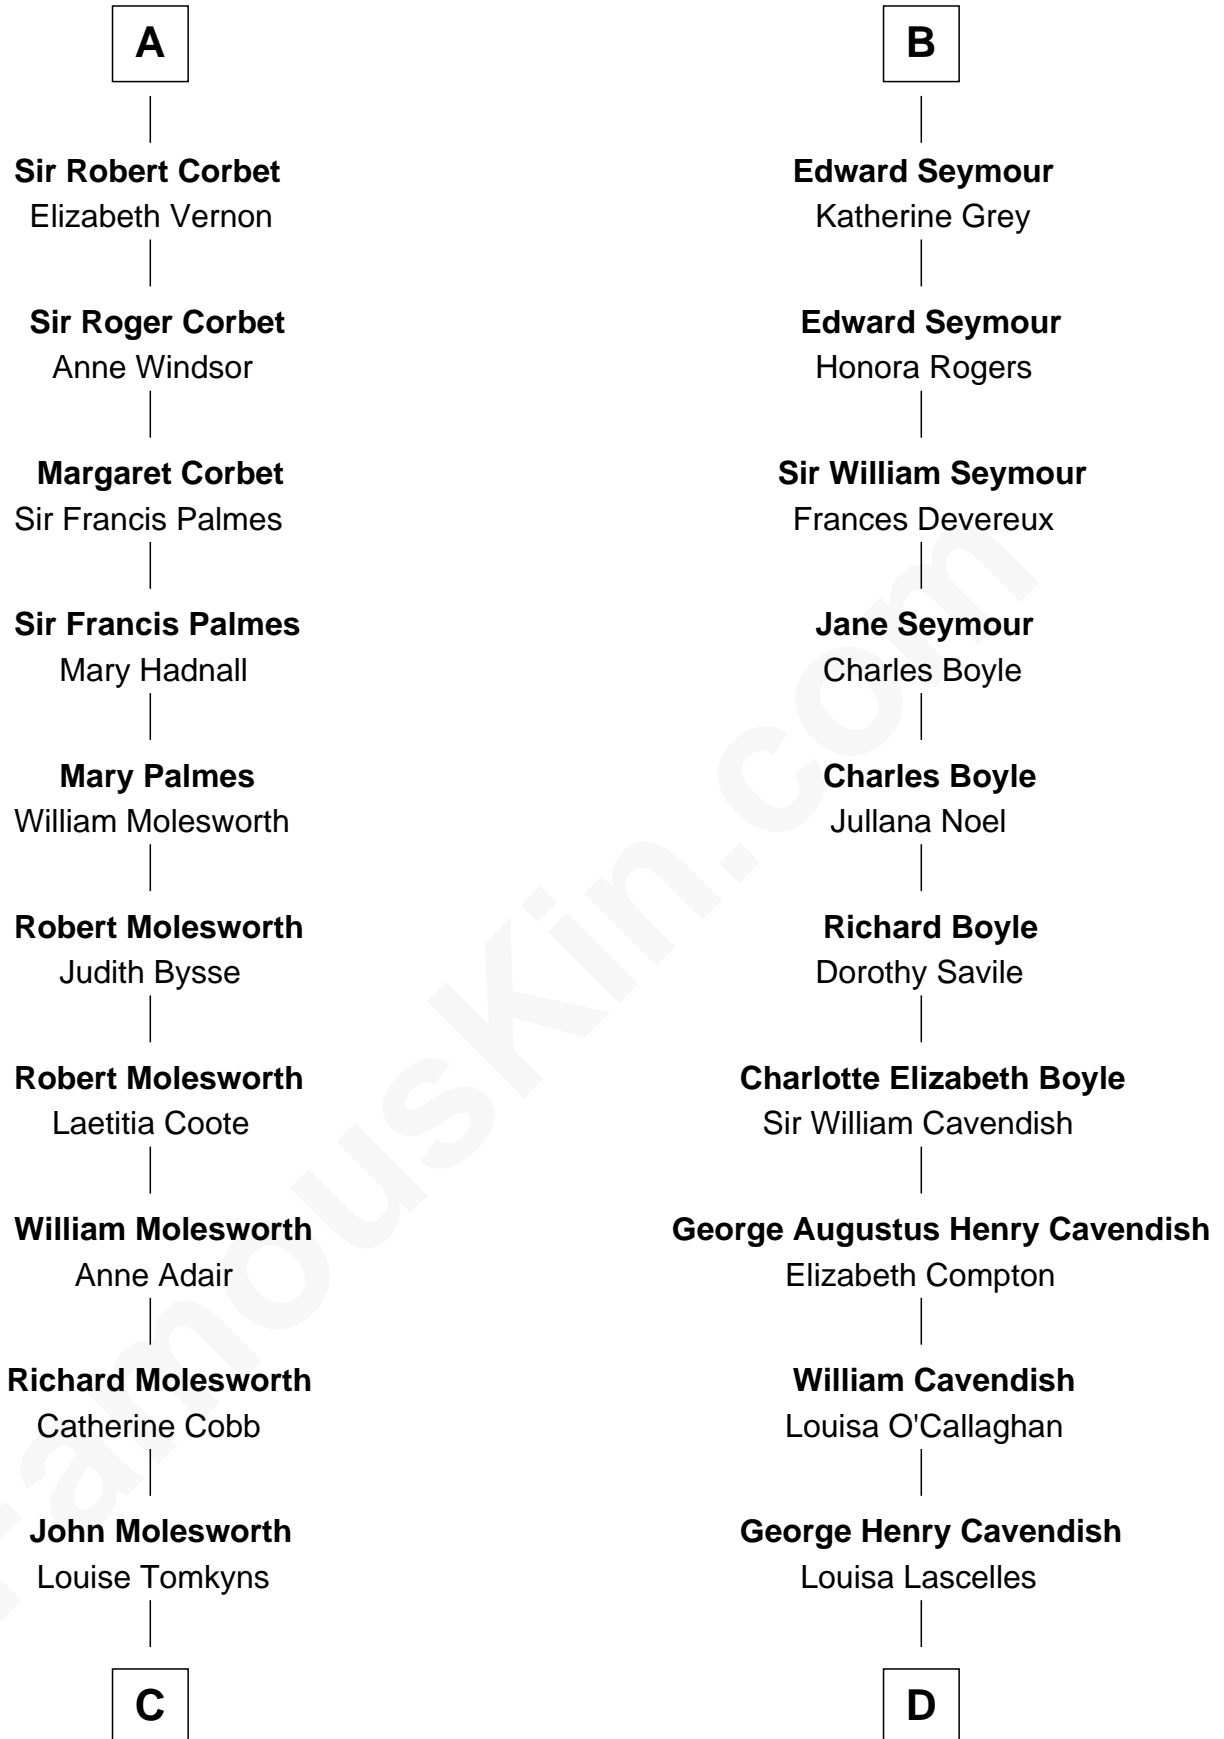 A
Sir Robert Corbet
Elizabeth Vernon
Sir Roger Corbet
Anne Windsor
Margaret Corbet
Sir Francis Palmes
Sir Francis Palmes
Mary Hadnall
Mary Palmes
William Molesworth
Robert Molesworth
Judith Bysse
Robert Molesworth
Laetitia Coote
William Molesworth
Anne Adair
Richard Molesworth
Catherine Cobb
John Molesworth
Louise Tomkyns
C
B
Edward Seymour
Katherine Grey
Edward Seymour
Honora Rogers
Sir William Seymour
Frances Devereux
Jane Seymour
Charles Boyle
Charles Boyle
Jullana Noel
Richard Boyle
Dorothy Savile
Charlotte Elizabeth Boyle
Sir William Cavendish
George Augustus Henry Cavendish
Elizabeth Compton
William Cavendish
Louisa O'Callaghan
George Henry Cavendish
Louisa Lascelles
D
FamousKin.com